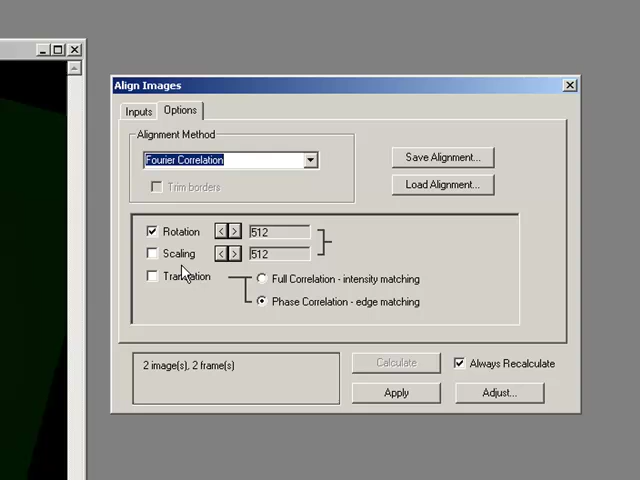 Align Images
Inputs
Options
Alignment Method
Fourier Correlation
Trim borders
Save Alignment...
Load Alignment...
Rotation
512
Scaling
512
Translation
Full Correlation - intensity matching
Phase Correlation - edge matching
2 image(s), 2 frame(s)
Calculate
Always Recalculate
Apply
Adjust...